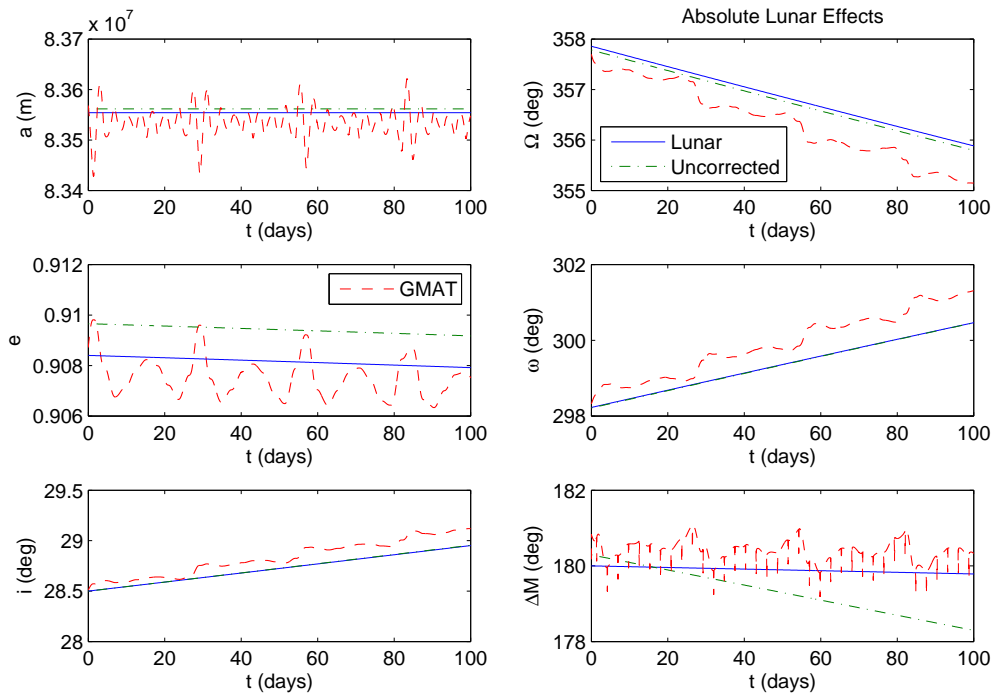 Absolute Lunar Effects
x 10^7
8.37
8.36
8.35
8.34
a (m)
0 20 40 60 80 100
t (days)
358
357
356
355
Ω (deg)
Lunar
Uncorrected
0 20 40 60 80 100
t (days)
0.912
0.91
0.908
0.906
e
GMAT
0 20 40 60 80 100
t (days)
302
300
298
ω (deg)
0 20 40 60 80 100
t (days)
29.5
29
28.5
28
i (deg)
0 20 40 60 80 100
t (days)
182
180
178
ΔM (deg)
0 20 40 60 80 100
t (days)